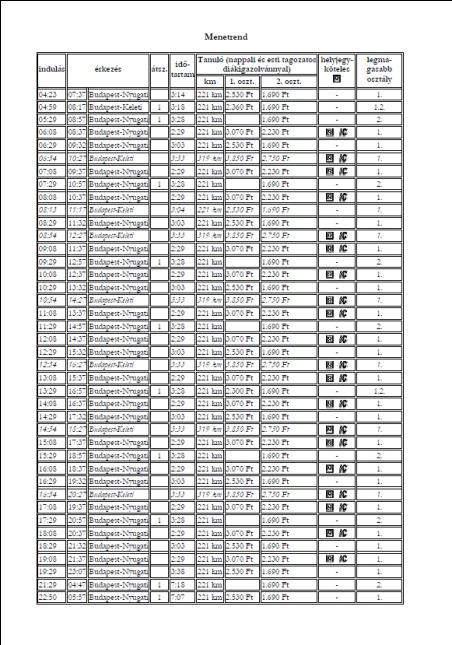 Menetrend
indulás érkezés átsz. idő-tartam Tanuló (nappali és esti tagozatos diákigazolvánnyal) helyjegy-köteles legma-gasabb osztály
km 1. oszt. 2. oszt.
04:23 07:37 Budapest-Nyugati 3:14 221 km 2.530 Ft 1.690 Ft - 1.
04:59 08:17 Budapest-Keleti 1 3:18 221 km 2.360 Ft 1.690 Ft - 1.2.
05:29 08:57 Budapest-Nyugati 1 3:28 221 km 1.690 Ft - 2.
06:08 08:37 Budapest-Nyugati 2:29 221 km 3.070 Ft 2.230 Ft R IC 1.
06:29 09:32 Budapest-Nyugati 3:03 221 km 2.530 Ft 1.690 Ft - 1.
06:54 10:27 Budapest-Keleti 3:33 319 km 3.850 Ft 2.750 Ft R IC 1.
07:08 09:37 Budapest-Nyugati 2:29 221 km 3.070 Ft 2.230 Ft R IC 1.
07:29 10:57 Budapest-Nyugati 1 3:28 221 km 1.690 Ft - 2.
08:08 10:37 Budapest-Nyugati 2:29 221 km 3.070 Ft 2.230 Ft R IC 1.
08:13 11:17 Budapest-Keleti 3:04 221 km 2.530 Ft 1.690 Ft - 1.
08:29 11:32 Budapest-Nyugati 3:03 221 km 2.530 Ft 1.690 Ft - 1.
08:54 12:27 Budapest-Keleti 3:33 319 km 3.850 Ft 2.750 Ft R IC 1.
09:08 11:37 Budapest-Nyugati 2:29 221 km 3.070 Ft 2.230 Ft R IC 1.
09:29 12:57 Budapest-Nyugati 1 3:28 221 km 1.690 Ft - 2.
10:08 12:37 Budapest-Nyugati 2:29 221 km 3.070 Ft 2.230 Ft R IC 1.
10:29 13:32 Budapest-Nyugati 3:03 221 km 2.530 Ft 1.690 Ft - 1.
10:54 14:27 Budapest-Keleti 3:33 319 km 3.850 Ft 2.750 Ft R IC 1.
11:08 13:37 Budapest-Nyugati 2:29 221 km 3.070 Ft 2.230 Ft R IC 1.
11:29 14:57 Budapest-Nyugati 1 3:28 221 km 1.690 Ft - 2.
12:08 14:37 Budapest-Nyugati 2:29 221 km 3.070 Ft 2.230 Ft R IC 1.
12:29 15:32 Budapest-Nyugati 3:03 221 km 2.530 Ft 1.690 Ft - 1.
12:54 16:27 Budapest-Keleti 3:33 319 km 3.850 Ft 2.750 Ft R IC 1.
13:08 15:37 Budapest-Nyugati 2:29 221 km 3.070 Ft 2.230 Ft R IC 1.
13:29 16:57 Budapest-Nyugati 1 3:28 221 km 2.300 Ft 1.690 Ft - 1.2.
14:08 16:37 Budapest-Nyugati 2:29 221 km 3.070 Ft 2.230 Ft R IC 1.
14:29 17:32 Budapest-Nyugati 3:03 221 km 2.530 Ft 1.690 Ft - 1.
14:54 18:27 Budapest-Keleti 3:33 319 km 3.850 Ft 2.750 Ft R IC 1.
15:08 17:37 Budapest-Nyugati 2:29 221 km 3.070 Ft 2.230 Ft R IC 1.
15:29 18:57 Budapest-Nyugati 1 3:28 221 km 1.690 Ft - 2.
16:08 18:37 Budapest-Nyugati 2:29 221 km 3.070 Ft 2.230 Ft R IC 1.
16:29 19:32 Budapest-Nyugati 3:03 221 km 2.530 Ft 1.690 Ft - 1.
16:54 20:27 Budapest-Keleti 3:33 319 km 3.850 Ft 2.750 Ft R IC 1.
17:08 19:37 Budapest-Nyugati 2:29 221 km 3.070 Ft 2.230 Ft R IC 1.
17:29 20:57 Budapest-Nyugati 1 3:28 221 km 1.690 Ft - 2.
18:08 20:37 Budapest-Nyugati 2:29 221 km 3.070 Ft 2.230 Ft R IC 1.
18:29 21:32 Budapest-Nyugati 3:03 221 km 2.530 Ft 1.690 Ft - 1.
19:08 21:37 Budapest-Nyugati 2:29 221 km 3.070 Ft 2.230 Ft R IC 1.
19:29 23:07 Budapest-Nyugati 3:38 221 km 2.530 Ft 1.690 Ft - 1.
21:29 04:47 Budapest-Nyugati 1 7:18 221 km 1.690 Ft - 2.
22:50 05:57 Budapest-Nyugati 1 7:07 221 km 2.530 Ft 1.690 Ft - 1.